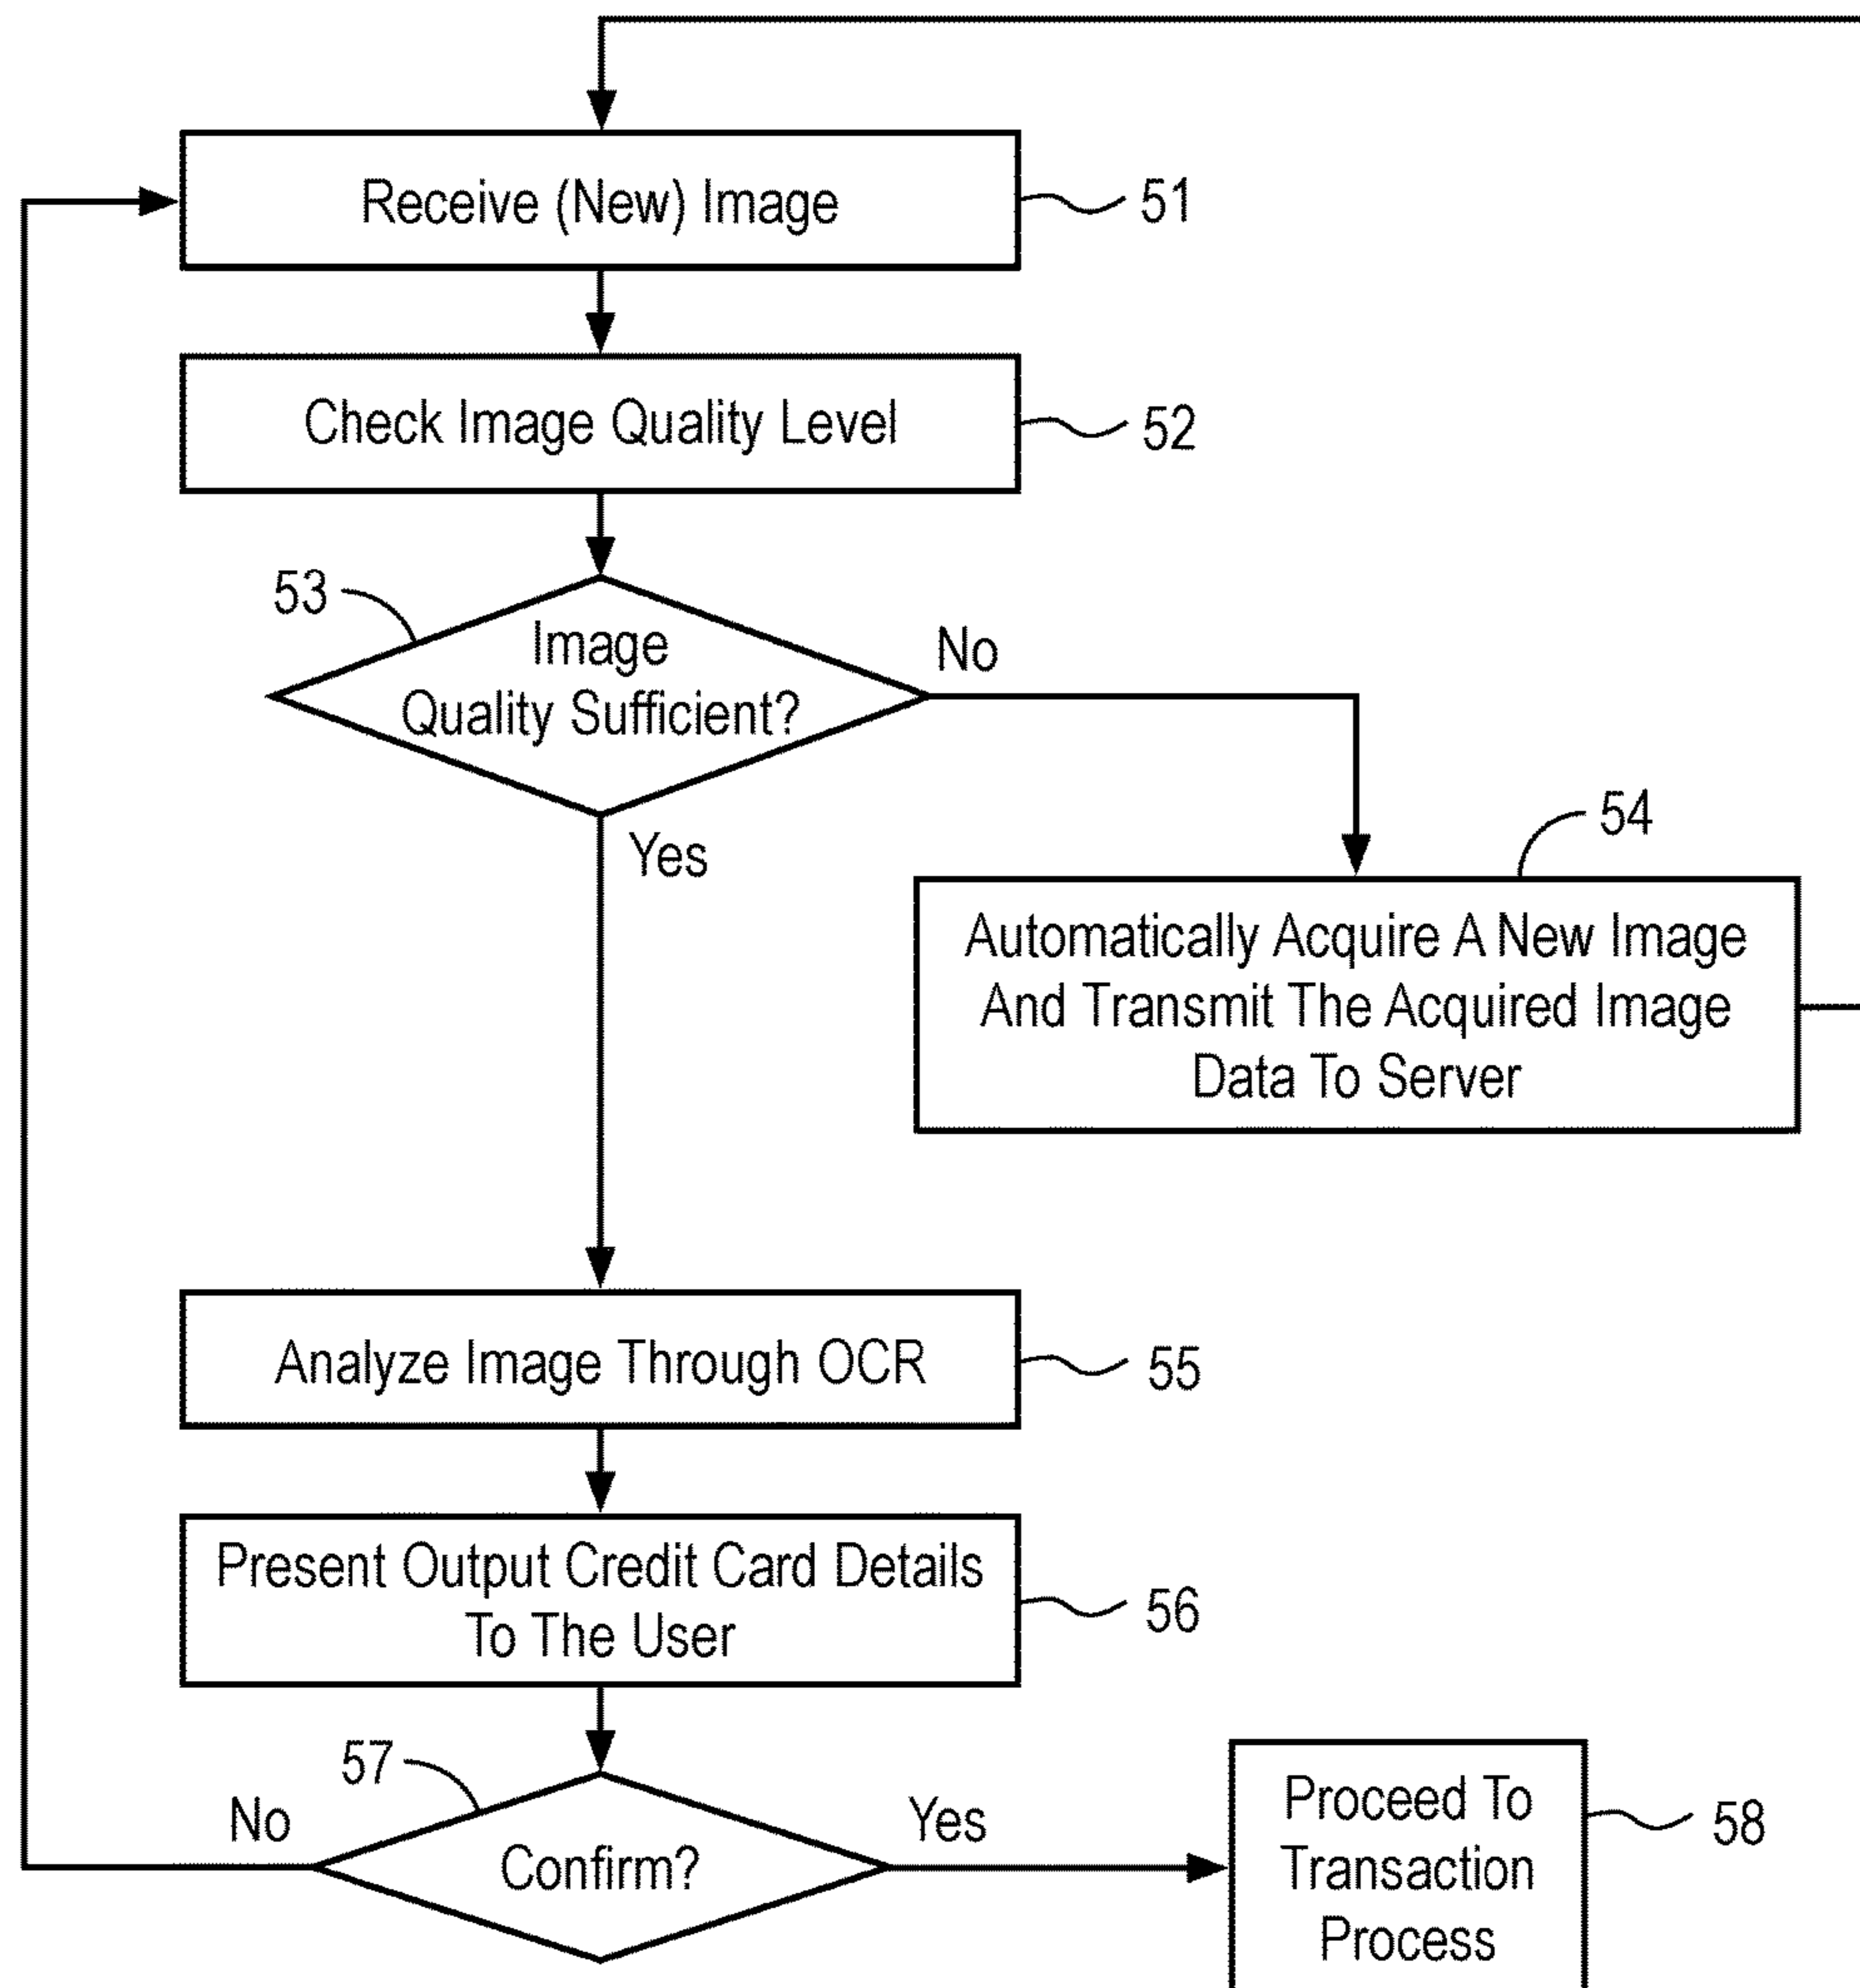 Receive (New) Image
51
Check Image Quality Level
52
53
Image
Quality Sufficient?
No
Yes
54
Automatically Acquire A New Image
And Transmit The Acquired Image
Data To Server
Analyze Image Through OCR
55
Present Output Credit Card Details
To The User
56
57
No
Confirm?
Yes
Proceed To
Transaction
Process
58